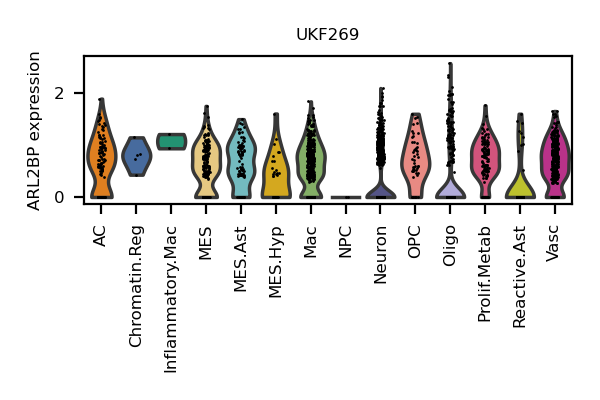 UKF269
ARL2BP expression
2
0
AC
Chromatin.Reg
Inflammatory.Mac
MES
MES.Ast
MES.Hyp
Mac
NPC
Neuron
OPC
Oligo
Prolif.Metab
Reactive.Ast
Vasc